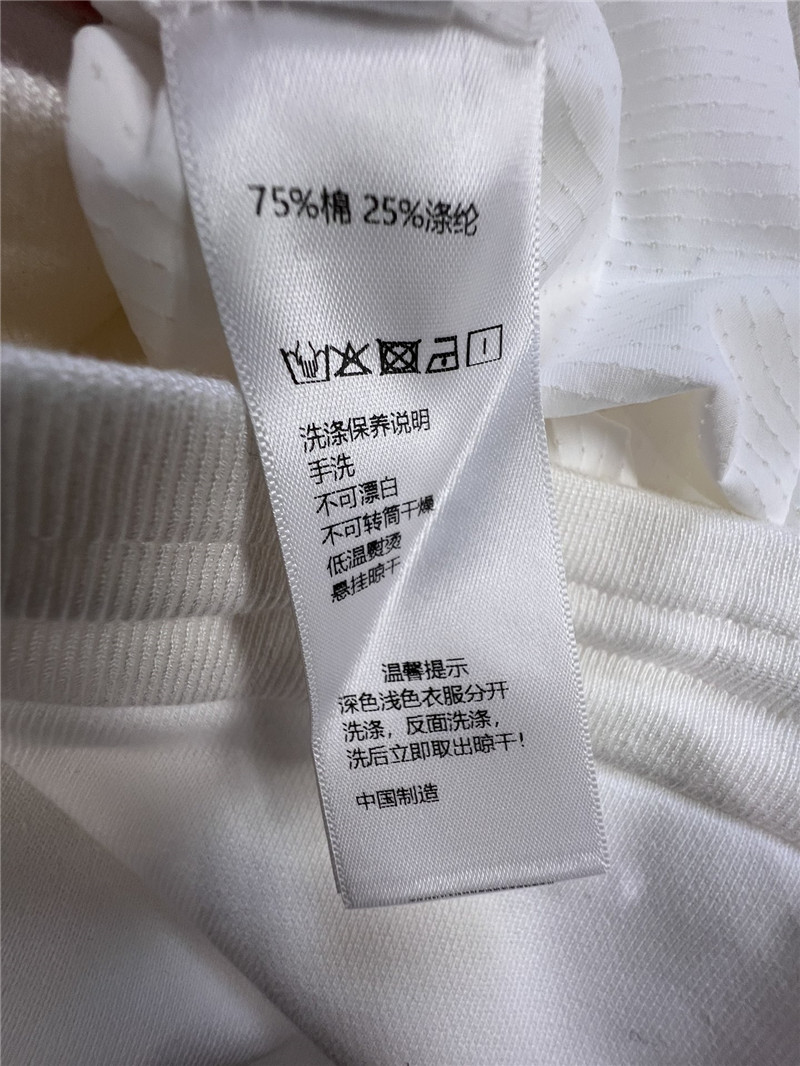 75%棉 25%涤纶
洗涤保养说明
手洗
不可漂白
不可转筒干燥
低温熨烫
悬挂晾干
温馨提示
深色浅色衣服分开
洗涤，反面洗涤，
洗后立即取出晾干！
中国制造